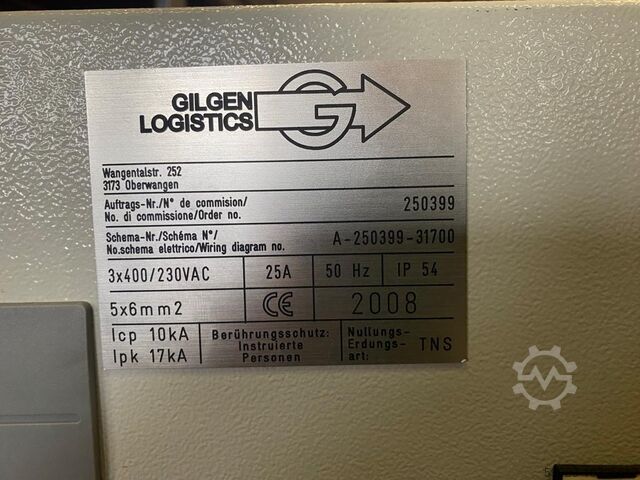 GILGEN
LOGISTICS
G
Wangentalstr. 252
3173 Oberwangen
Auftrags-Nr./N° de commision/
No. di commissione/Order no.
250399
Schema-Nr./Schéma N°/
No.schema elettrico/Wiring diagram no.
A-250399-31700
3x400/230VAC
25A
50 Hz
IP 54
5x6mm2
CE
2008
Icp 10kA
Ipk 17kA
Berührungsschutz:
Instruierte
Personen
Nullungs-
Erdungs-
art:
TNS